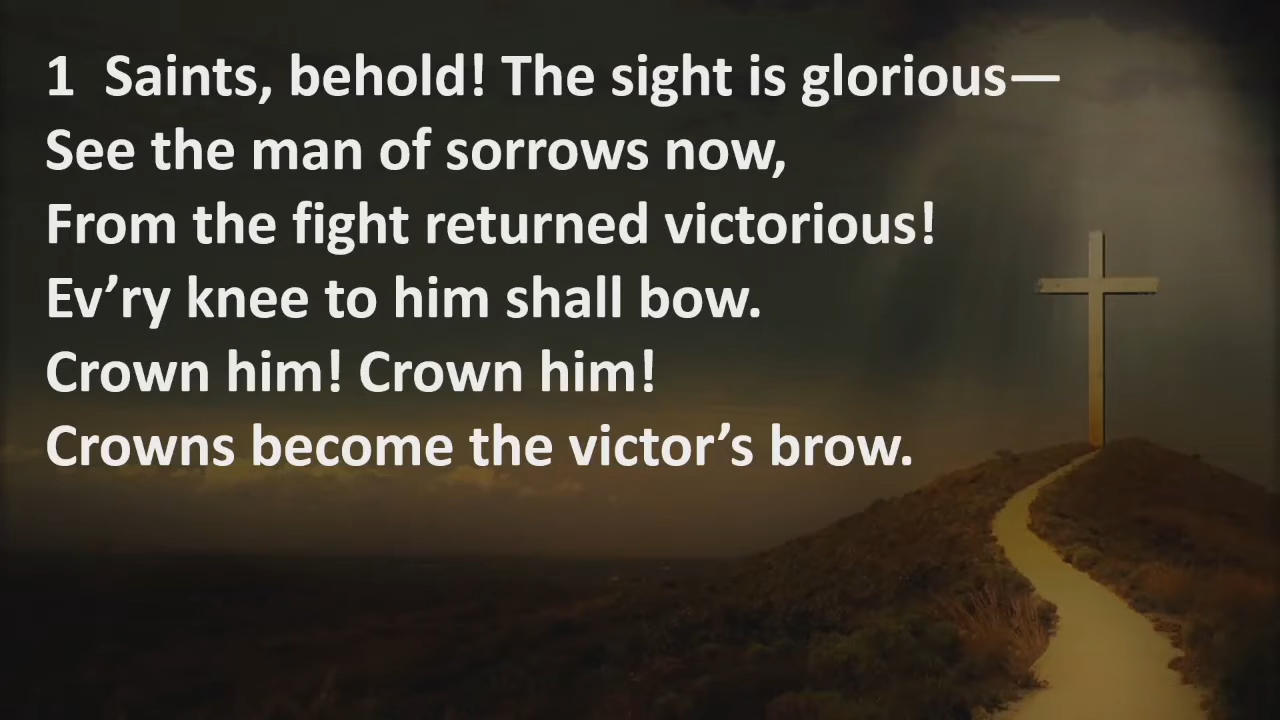 1  Saints, behold! The sight is glorious—
See the man of sorrows now,
From the fight returned victorious!
Ev’ry knee to him shall bow.
Crown him! Crown him!
Crowns become the victor’s brow.